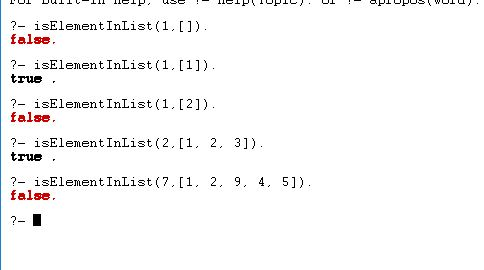 For built-in help, use ?- help(Topic). or ?- apropos(Word).
?- isElementInList(1,[]).
false.
?- isElementInList(1,[1]).
true .
?- isElementInList(1,[2]).
false.
?- isElementInList(2,[1, 2, 3]).
true .
?- isElementInList(7,[1, 2, 9, 4, 5]).
false.
?-